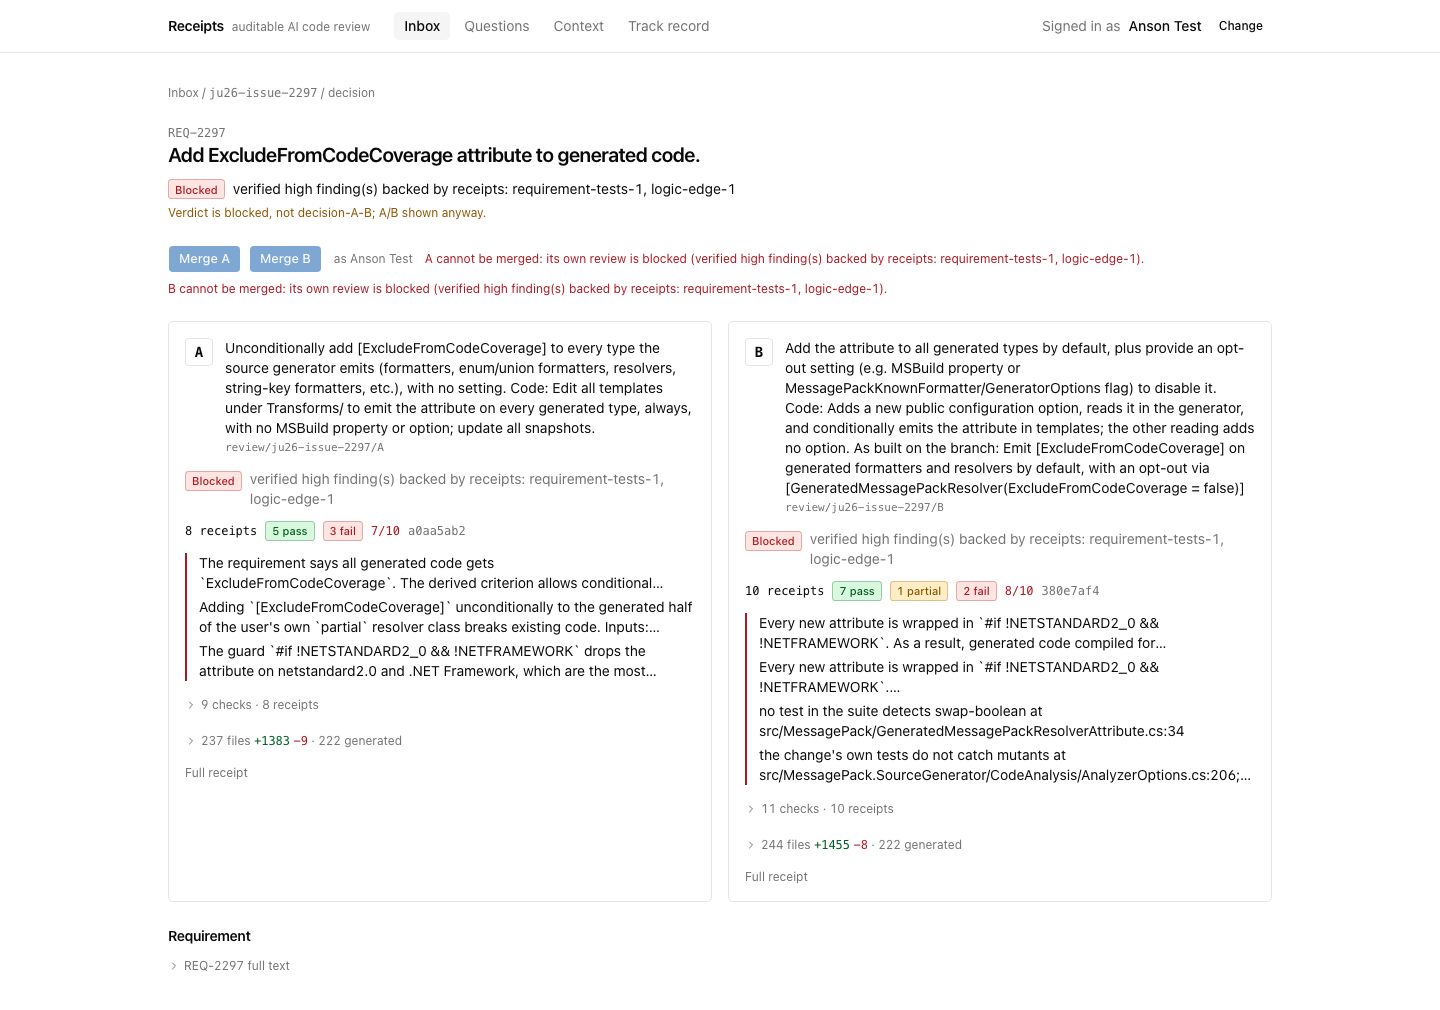 Receipts auditable AI code review Inbox Questions Context Track record Signed in as Anson Test Change
Inbox / ju26-issue-2297 / decision
REQ-2297
Add ExcludeFromCodeCoverage attribute to generated code.
Blocked verified high finding(s) backed by receipts: requirement-tests-1, logic-edge-1
Verdict is blocked, not decision-A-B; A/B shown anyway.
Merge A Merge B as Anson Test A cannot be merged: its own review is blocked (verified high finding(s) backed by receipts: requirement-tests-1, logic-edge-1).
B cannot be merged: its own review is blocked (verified high finding(s) backed by receipts: requirement-tests-1, logic-edge-1).
A
Unconditionally add [ExcludeFromCodeCoverage] to every type the
source generator emits (formatters, enum/union formatters, resolvers,
string-key formatters, etc.), with no setting. Code: Edit all templates
under Transforms/ to emit the attribute on every generated type, always,
with no MSBuild property or option; update all snapshots.
review/ju26-issue-2297/A
Blocked verified high finding(s) backed by receipts: requirement-tests-1,
logic-edge-1
8 receipts 5 pass 3 fail 7/10 a0aa5ab2
The requirement says all generated code gets
`ExcludeFromCodeCoverage`. The derived criterion allows conditional…
Adding `[ExcludeFromCodeCoverage]` unconditionally to the generated half
of the user's own `partial` resolver class breaks existing code. Inputs:…
The guard `#if !NETSTANDARD2_0 && !NETFRAMEWORK` drops the
attribute on netstandard2.0 and .NET Framework, which are the most…
9 checks · 8 receipts
237 files +1383 −9 · 222 generated
Full receipt
B
Add the attribute to all generated types by default, plus provide an opt-
out setting (e.g. MSBuild property or
MessagePackKnownFormatter/GeneratorOptions flag) to disable it.
Code: Adds a new public configuration option, reads it in the generator,
and conditionally emits the attribute in templates; the other reading adds
no option. As built on the branch: Emit [ExcludeFromCodeCoverage] on
generated formatters and resolvers by default, with an opt-out via
[GeneratedMessagePackResolver(ExcludeFromCodeCoverage = false)]
review/ju26-issue-2297/B
Blocked verified high finding(s) backed by receipts: requirement-tests-1,
logic-edge-1
10 receipts 7 pass 1 partial 2 fail 8/10 380e7af4
Every new attribute is wrapped in `#if !NETSTANDARD2_0 &&
!NETFRAMEWORK`. As a result, generated code compiled for…
Every new attribute is wrapped in `#if !NETSTANDARD2_0 &&
!NETFRAMEWORK`.…
no test in the suite detects swap-boolean at
src/MessagePack/GeneratedMessagePackResolverAttribute.cs:34
the change's own tests do not catch mutants at
src/MessagePack.SourceGenerator/CodeAnalysis/AnalyzerOptions.cs:206;…
11 checks · 10 receipts
244 files +1455 −8 · 222 generated
Full receipt
Requirement
REQ-2297 full text